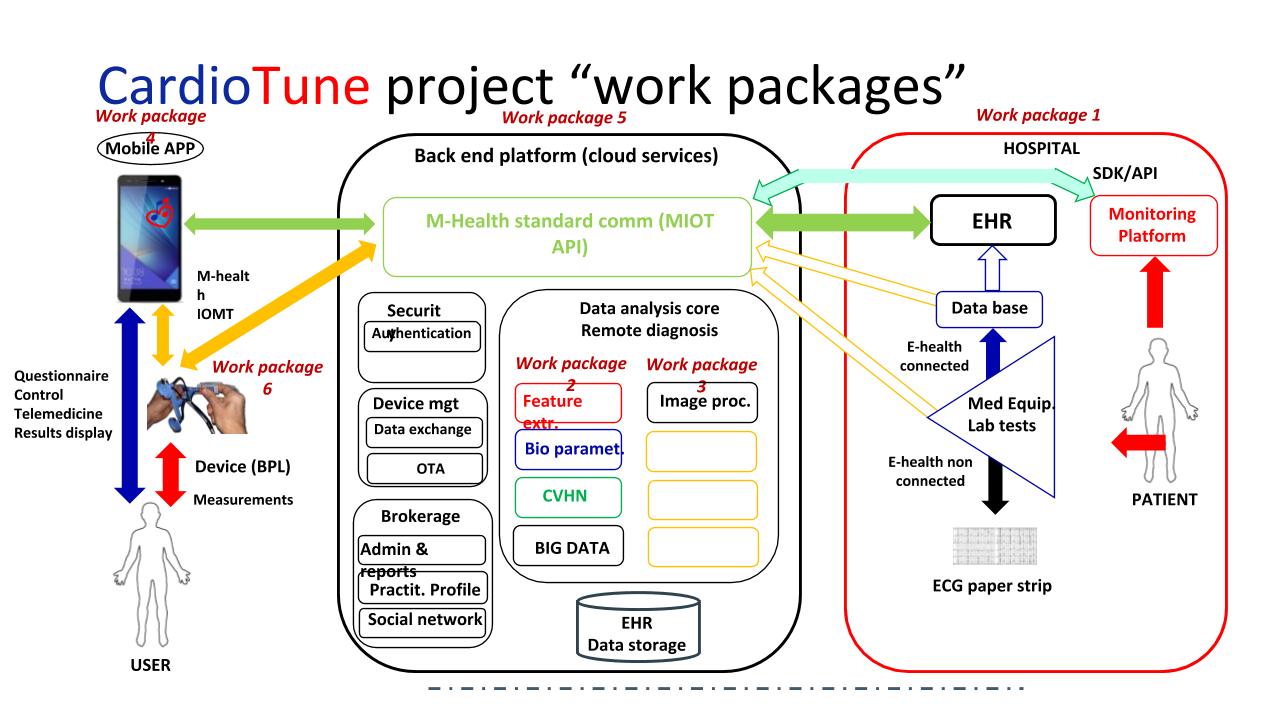 CardioTune project “work packages”
Work package
4
Mobile APP
M-healt
h
IOMT
Work package
6
Questionnaire
Control
Telemedicine
Results display
Device (BPL)
Measurements
USER
Work package 5
Back end platform (cloud services)
M-Health standard comm (MIOT
API)
Securit
y
Authentication
Device mgt
Data exchange
OTA
Brokerage
Admin &
reports
Practit. Profile
Social network
Data analysis core
Remote diagnosis
Work package
2
Feature
extr.
Bio paramet.
CVHN
BIG DATA
Work package
3
Image proc.
EHR
Data storage
Work package 1
HOSPITAL
SDK/API
EHR
Monitoring
Platform
Data base
E-health
connected
Med Equip.
Lab tests
E-health non
connected
PATIENT
ECG paper strip